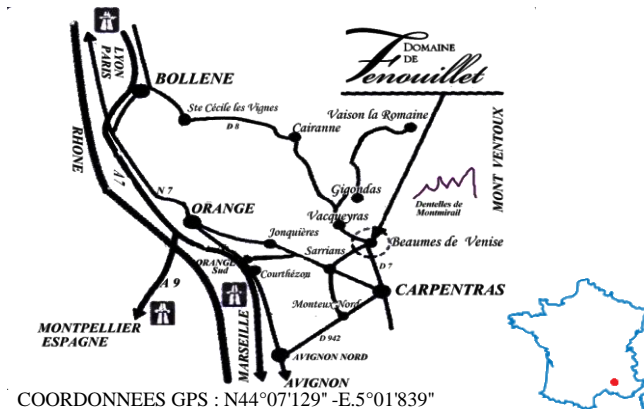 DOMAINE
DE
Fenouillet
LYON
PARIS
BOLLENE
Ste Cécile les Vignes
D 8
Cairanne
Vaison la Romaine
RHONE
A7
N 7
Gigondas
Dentelles de
Montmirail
MONT VENTOUX
ORANGE
Vacqueyras
Jonquières
Beaumes de Venise
ORANGE
Sud
Sarrians
D 7
Courthézon
A 9
CARPENTRAS
Monteux-Nord
MONTPELLIER
ESPAGNE
MARSEILLE
D 942
AVIGNON NORD
AVIGNON
COORDONNEES GPS : N44°07'129" -E.5°01'839"